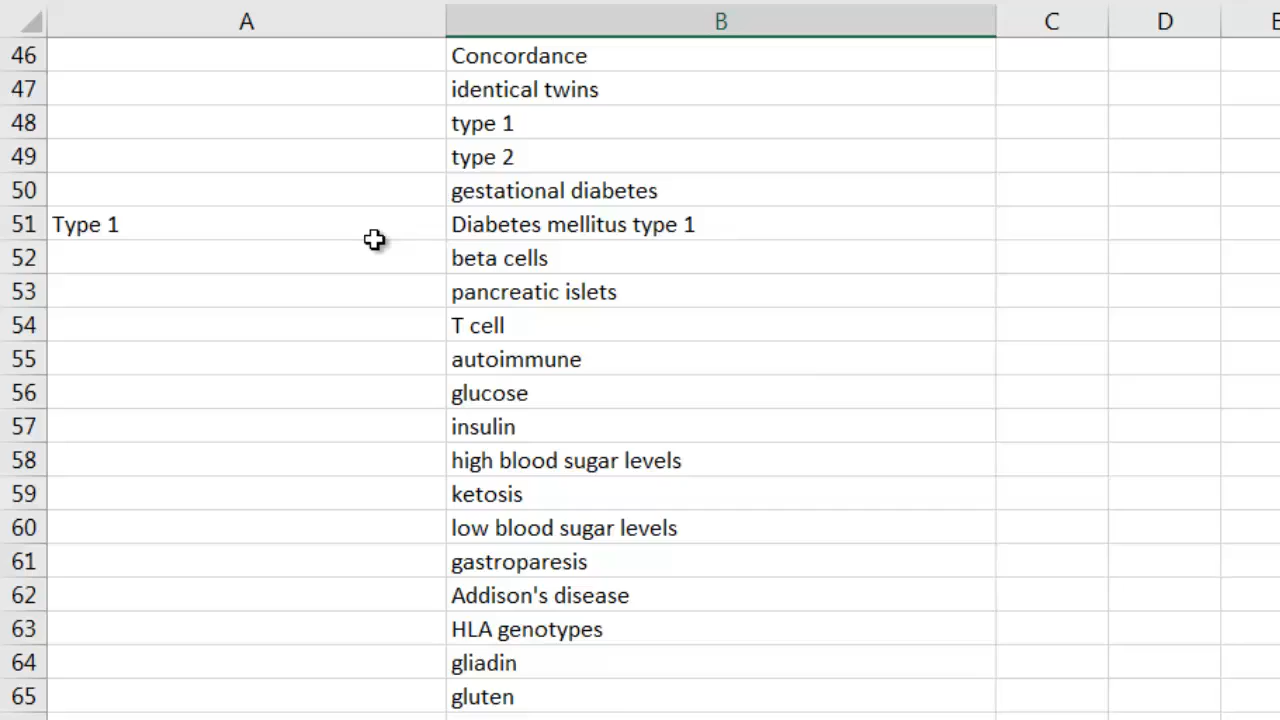 A B C D E
46 Concordance
47 identical twins
48 type 1
49 type 2
50 gestational diabetes
51 Type 1 Diabetes mellitus type 1
52 beta cells
53 pancreatic islets
54 T cell
55 autoimmune
56 glucose
57 insulin
58 high blood sugar levels
59 ketosis
60 low blood sugar levels
61 gastroparesis
62 Addison's disease
63 HLA genotypes
64 gliadin
65 gluten